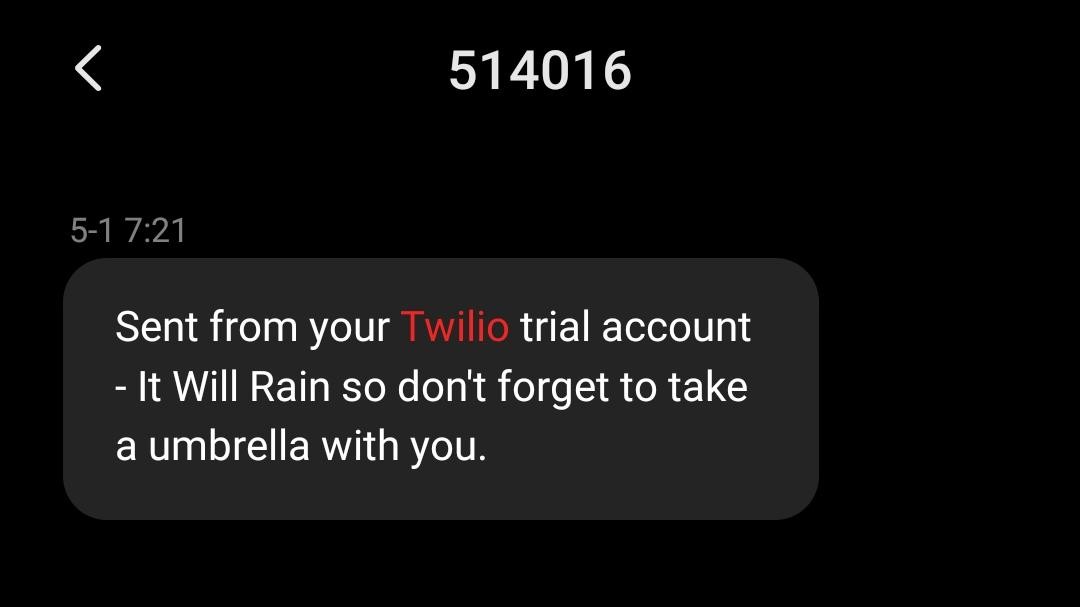 514016
5-1 7:21
Sent from your Twilio trial account
- It Will Rain so don't forget to take
a umbrella with you.